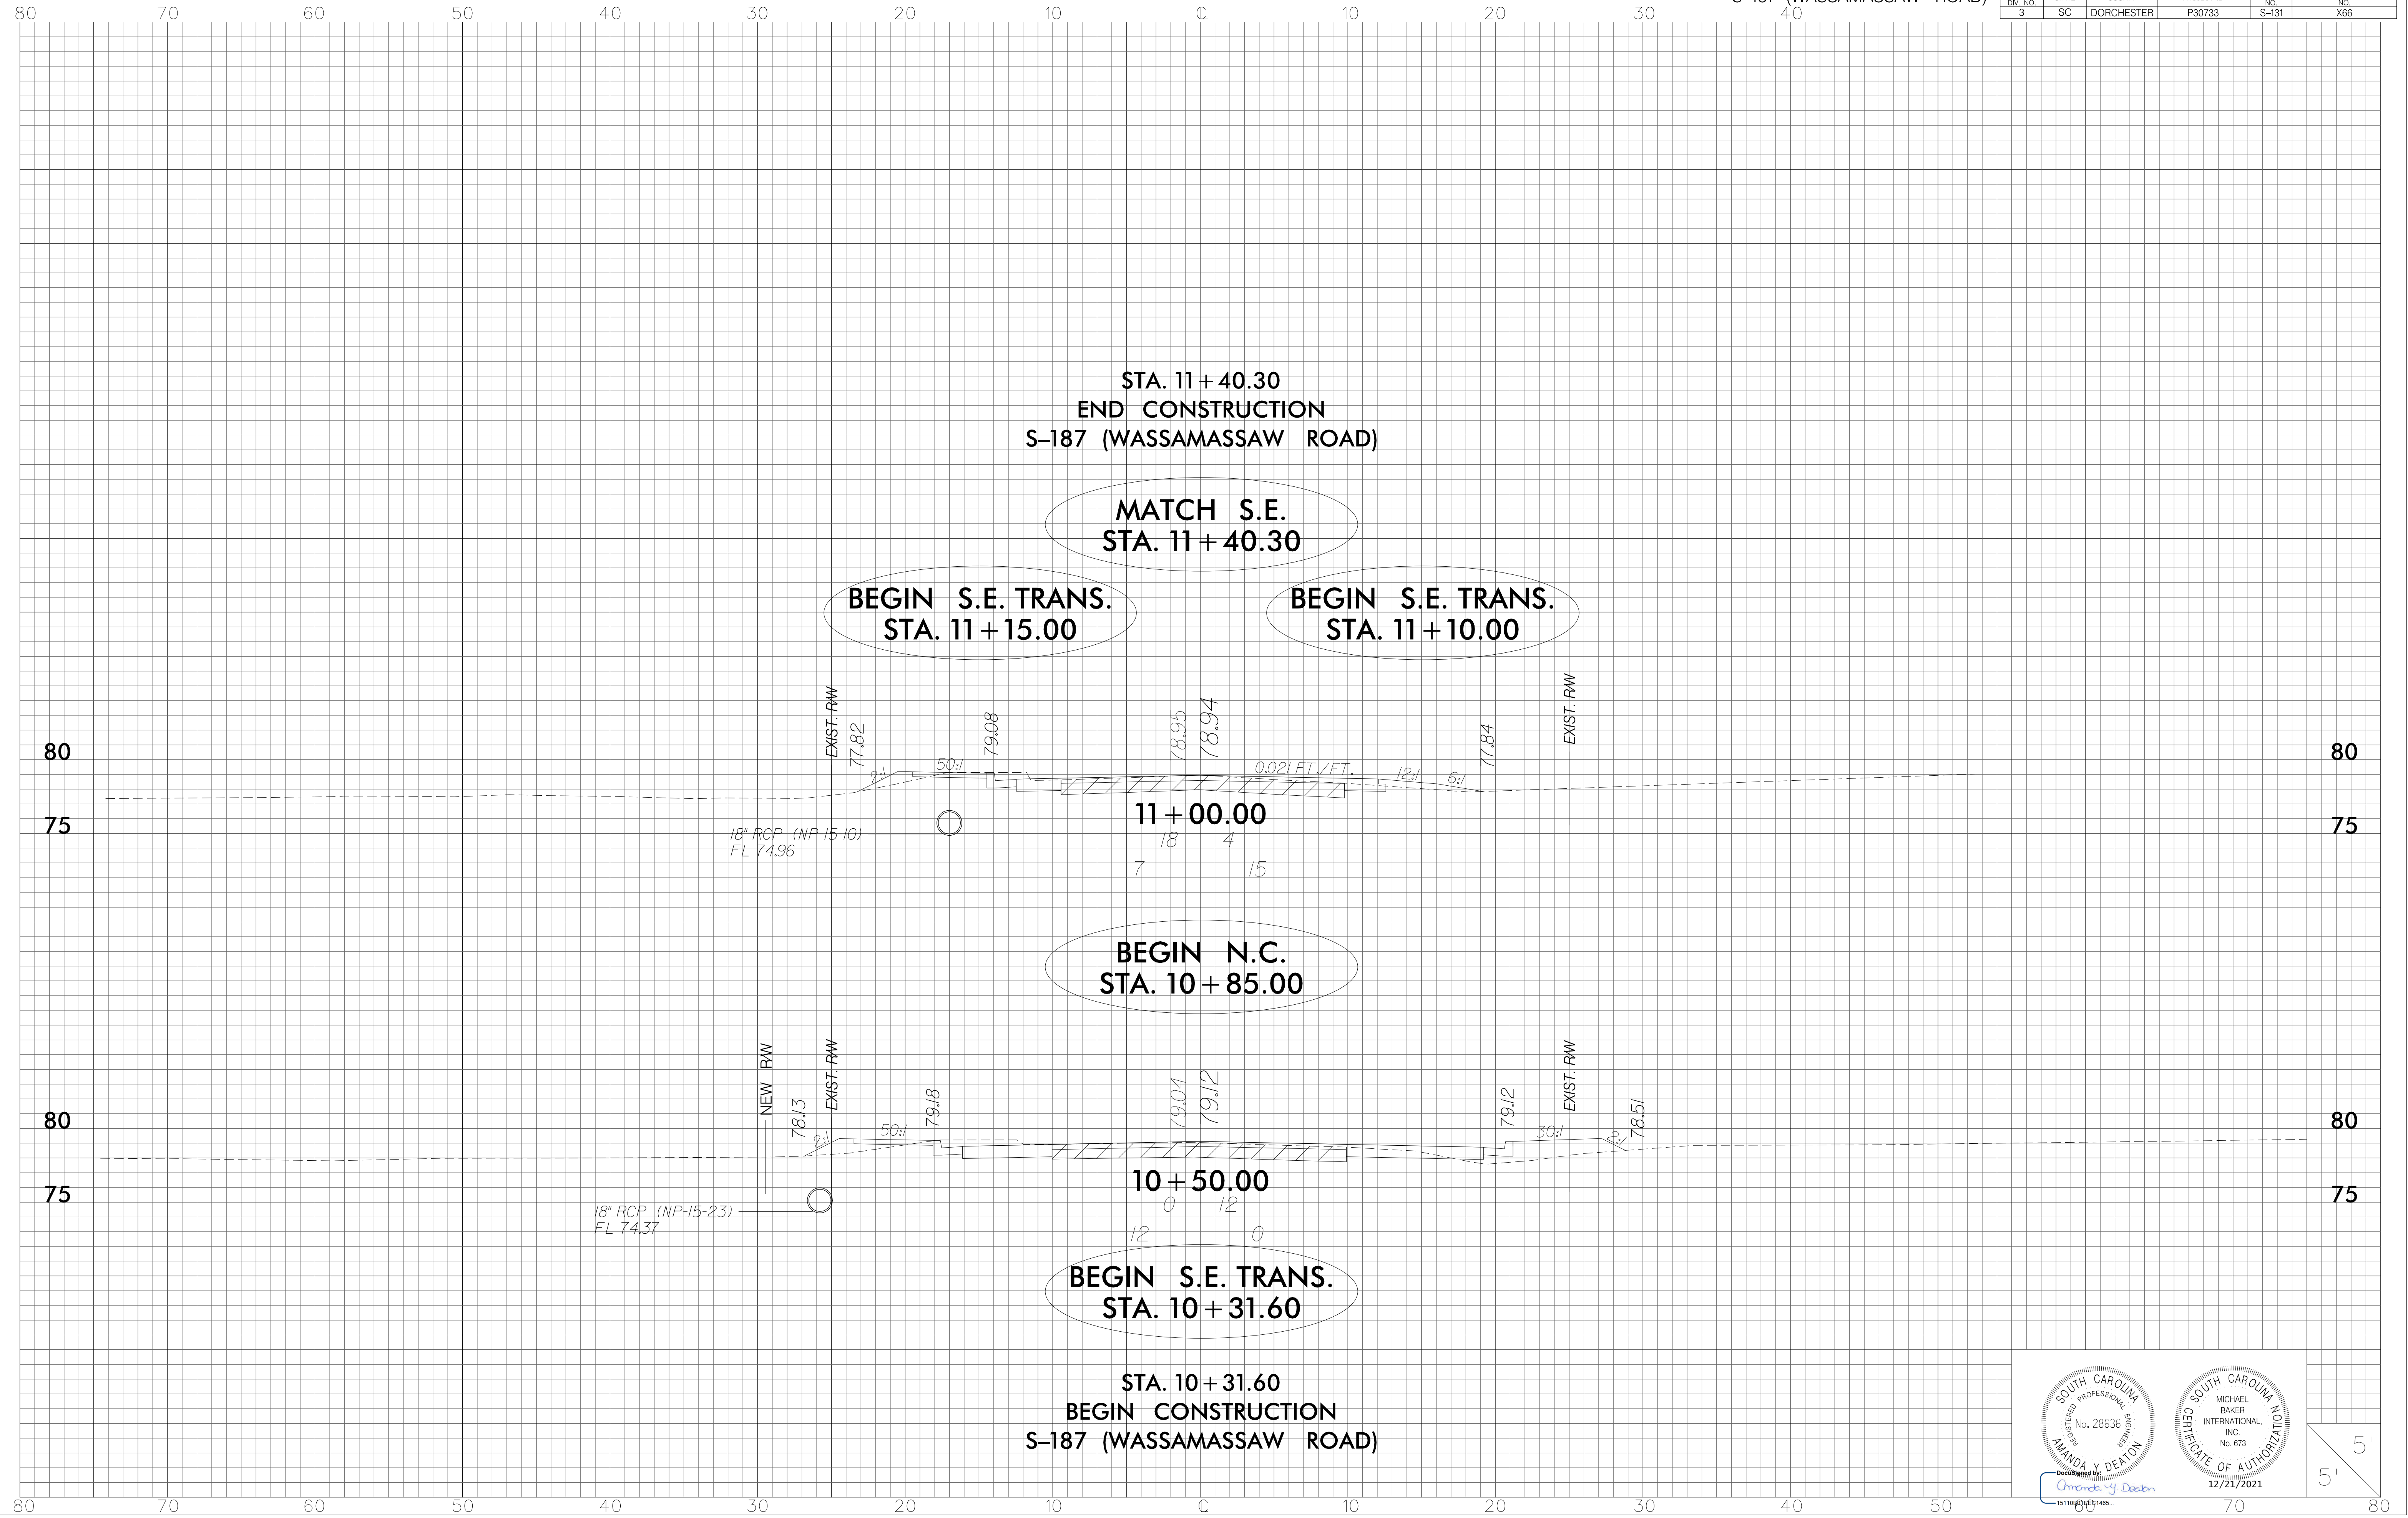 80 70 60 50 40 30 20 10 ℄ 10 20 30 40
S-187 (WASSAMASSAW ROAD)
DIV. NO. NO. NO.
3 SC DORCHESTER P30733 S-131 X66
STA. 11+40.30
END CONSTRUCTION
S-187 (WASSAMASSAW ROAD)
MATCH S.E.
STA. 11+40.30
BEGIN S.E. TRANS.
STA. 11+15.00
BEGIN S.E. TRANS.
STA. 11+10.00
EXIST. R/W
77.82
79.08
78.95
78.94
77.84
EXIST. R/W
80 80
2:1 50:1 0.021 FT./FT. 12:1 6:1
75 75
11+00.00
18" RCP (NP-15-10)
FL 74.96
18 4
7 15
BEGIN N.C.
STA. 10+85.00
NEW R/W
78.13
EXIST. R/W
79.18
79.04
79.12
79.12
EXIST. R/W
78.51
80 80
2:1 50:1 30:1 2:1
75 75
10+50.00
18" RCP (NP-15-23)
FL 74.37
0 12
12 0
BEGIN S.E. TRANS.
STA. 10+31.60
STA. 10+31.60
BEGIN CONSTRUCTION
S-187 (WASSAMASSAW ROAD)
SOUTH CAROLINA
REGISTERED PROFESSIONAL ENGINEER
No. 28636
AMANDA Y DEATON
SOUTH CAROLINA
MICHAEL
BAKER
INTERNATIONAL,
INC.
No. 673
CERTIFICATE OF AUTHORIZATION
DocuSigned by:
Amanda Y. Deaton
12/21/2021
5'
5'
80 70 60 50 40 30 20 10 ℄ 10 20 30 40 50 60 70 80